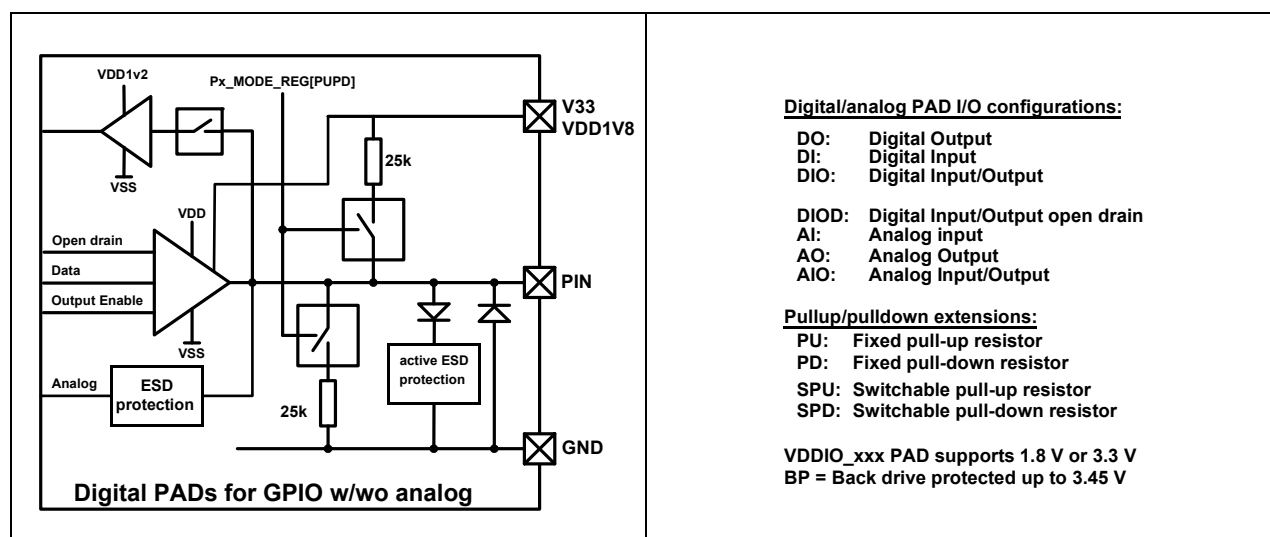 VDD1v2
Px_MODE_REG[PUPD]
V33
VDD1V8
25k
VSS
VDD
Open drain
Data
Output Enable
PIN
VSS
Analog
ESD
protection
active ESD
protection
25k
GND
Digital PADs for GPIO w/wo analog
Digital/analog PAD I/O configurations:
DO: Digital Output
DI: Digital Input
DIO: Digital Input/Output
DIOD: Digital Input/Output open drain
AI: Analog input
AO: Analog Output
AIO: Analog Input/Output
Pullup/pulldown extensions:
PU: Fixed pull-up resistor
PD: Fixed pull-down resistor
SPU: Switchable pull-up resistor
SPD: Switchable pull-down resistor
VDDIO_xxx PAD supports 1.8 V or 3.3 V
BP = Back drive protected up to 3.45 V